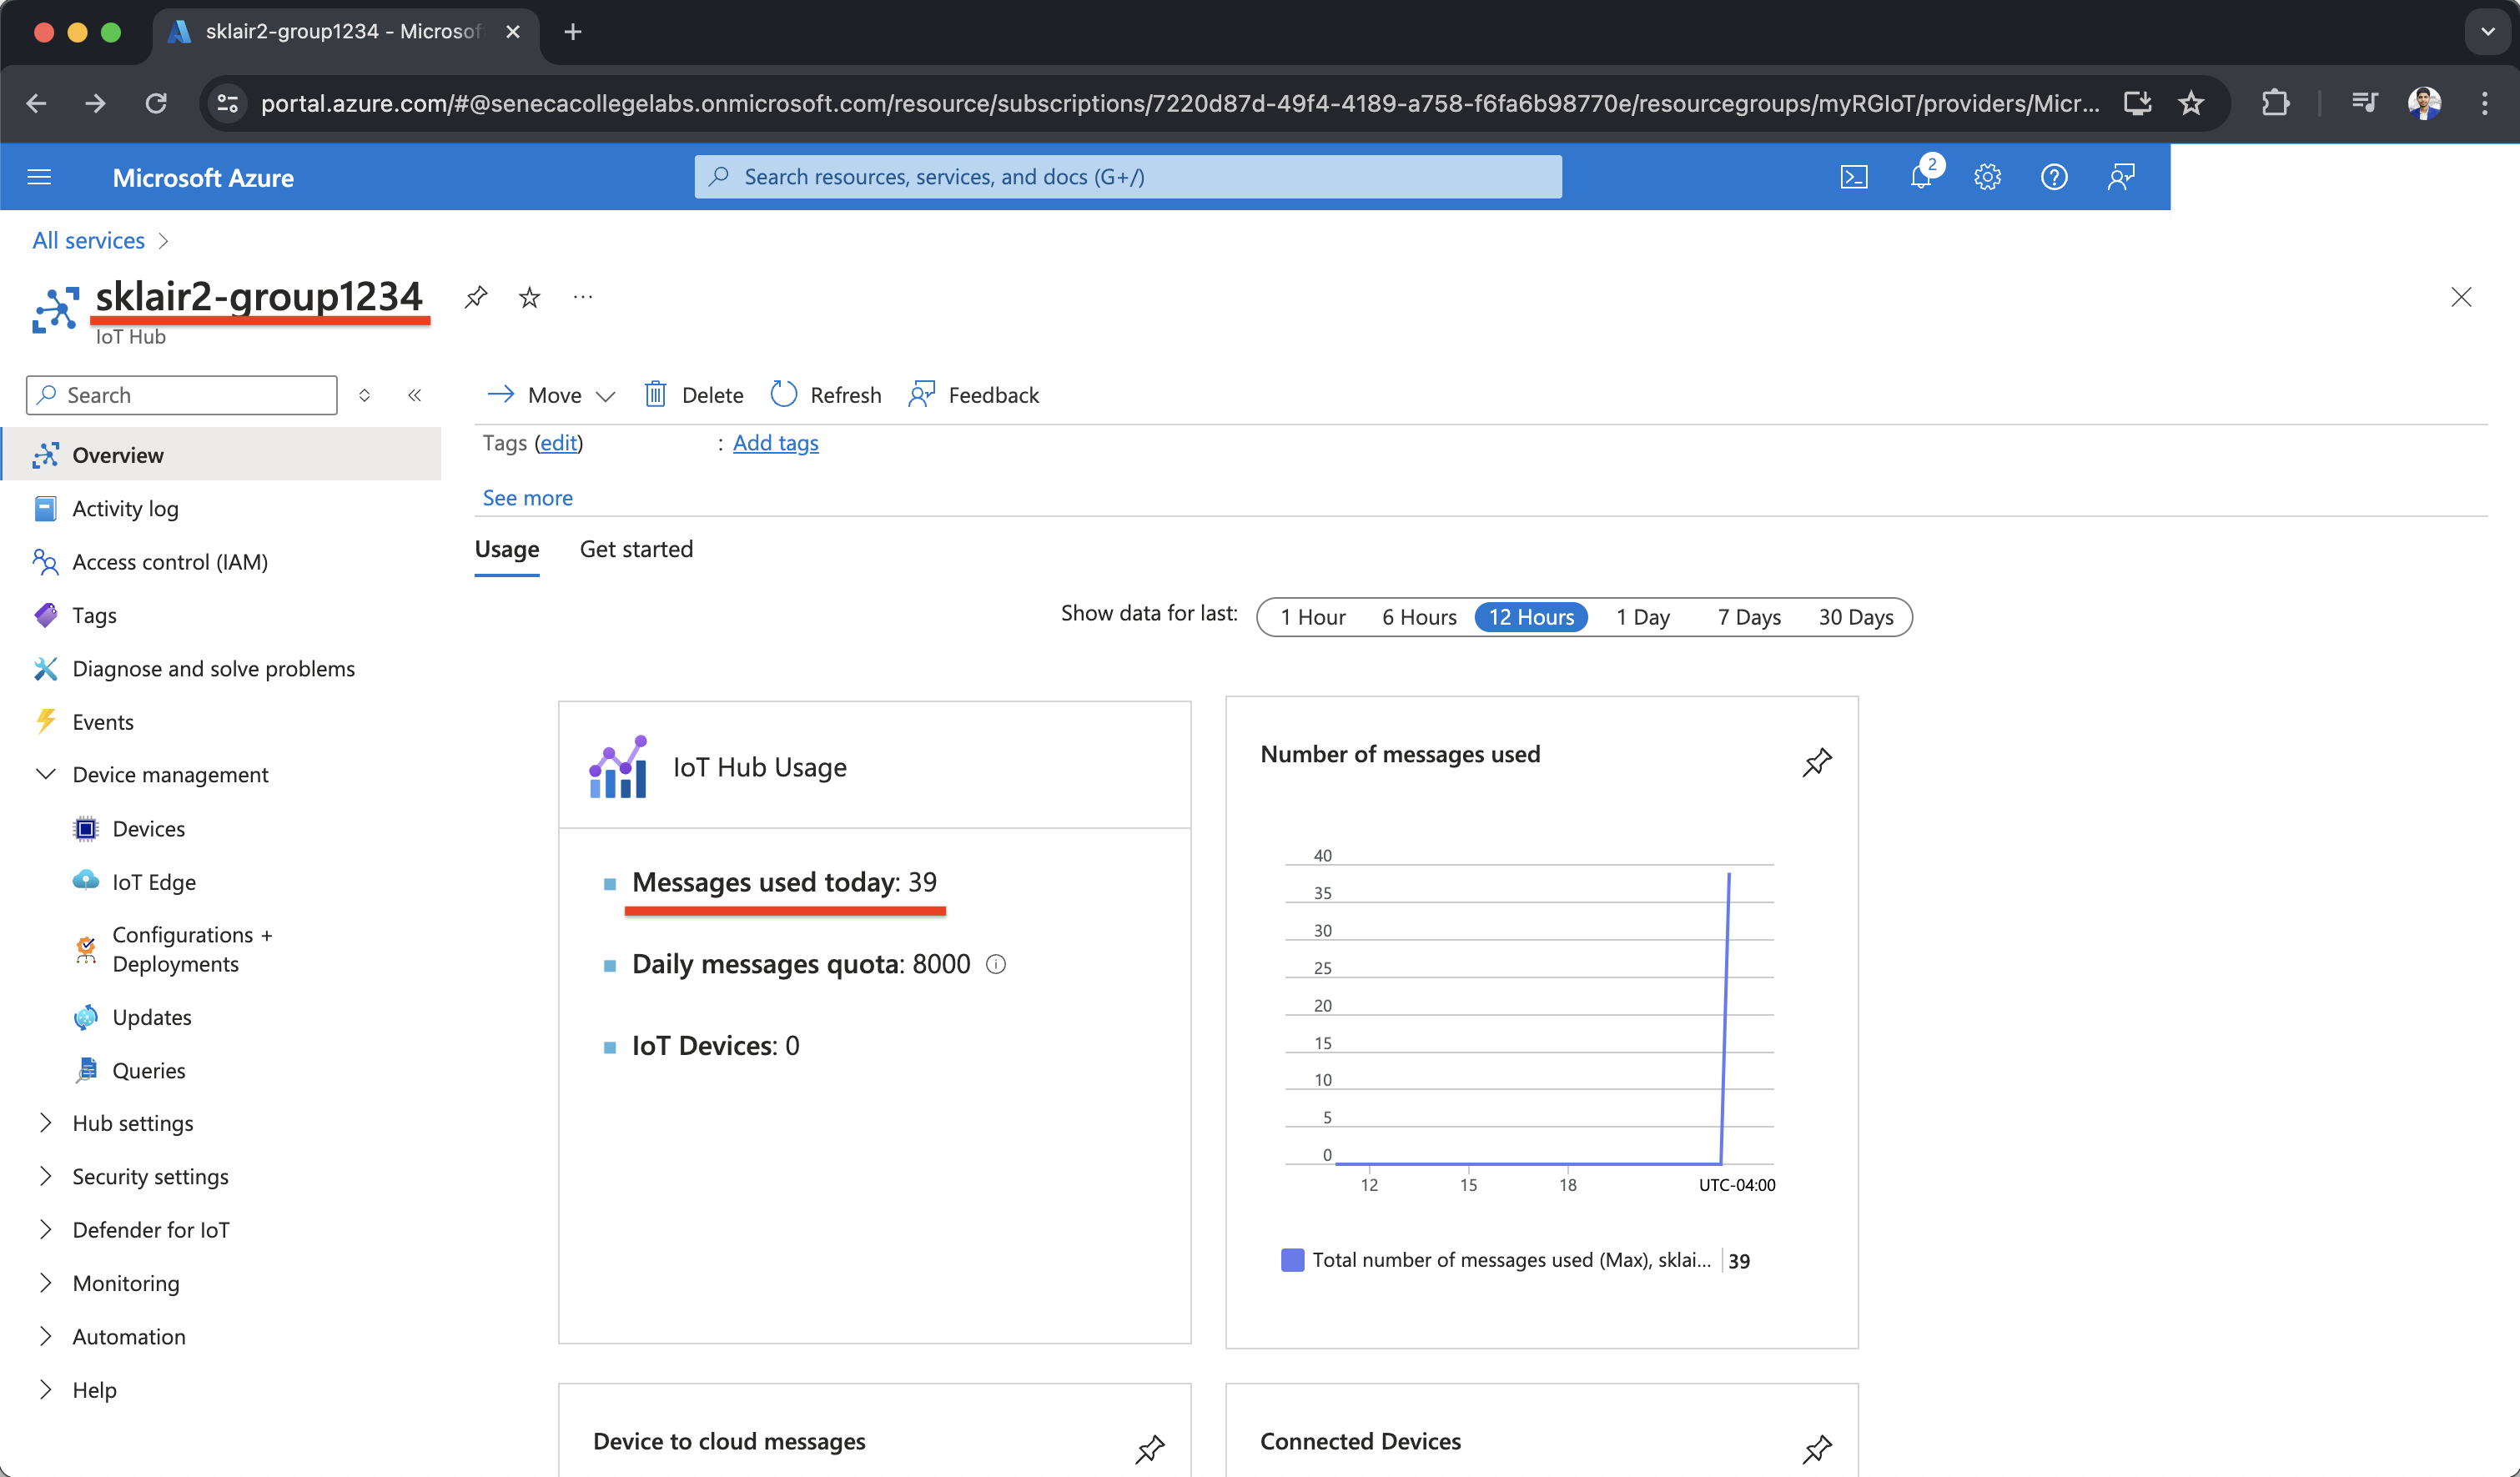 sklair2-group1234 - Microsof
portal.azure.com/#@senecacollegelabs.onmicrosoft.com/resource/subscriptions/7220d87d-49f4-4189-a758-f6fa6b98770e/resourcegroups/myRGIoT/providers/Micr...
Microsoft Azure
Search resources, services, and docs (G+/)
2
All services
sklair2-group1234
IoT Hub
Search
Move
Delete
Refresh
Feedback
Overview
Activity log
Access control (IAM)
Tags
Diagnose and solve problems
Events
Device management
Devices
IoT Edge
Configurations +
Deployments
Updates
Queries
Hub settings
Security settings
Defender for IoT
Monitoring
Automation
Help
Tags (edit) : Add tags
See more
Usage
Get started
Show data for last:
1 Hour
6 Hours
12 Hours
1 Day
7 Days
30 Days
IoT Hub Usage
Messages used today: 39
Daily messages quota: 8000
IoT Devices: 0
Number of messages used
40
35
30
25
20
15
10
5
0
12 15 18 UTC-04:00
Total number of messages used (Max), sklai... 39
Device to cloud messages
Connected Devices